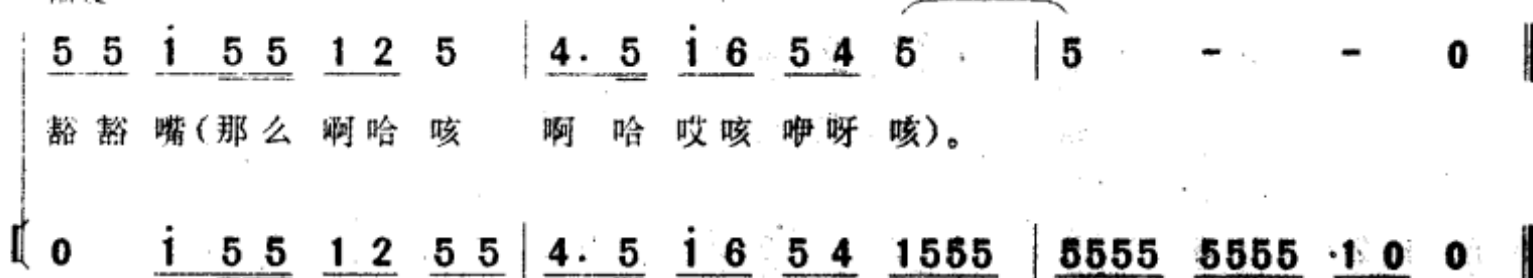 5 5 i 5 5 1 2 5 | 4. 5 i 6 5 4 5 | 5 - - 0 ‖
豁豁嘴(那么啊哈咳 啊哈哎咳咿呀咳)。
0 i 5 5 1 2 5 5 | 4. 5 i 6 5 4 1555 | 5555 5555 1 0 0 ‖